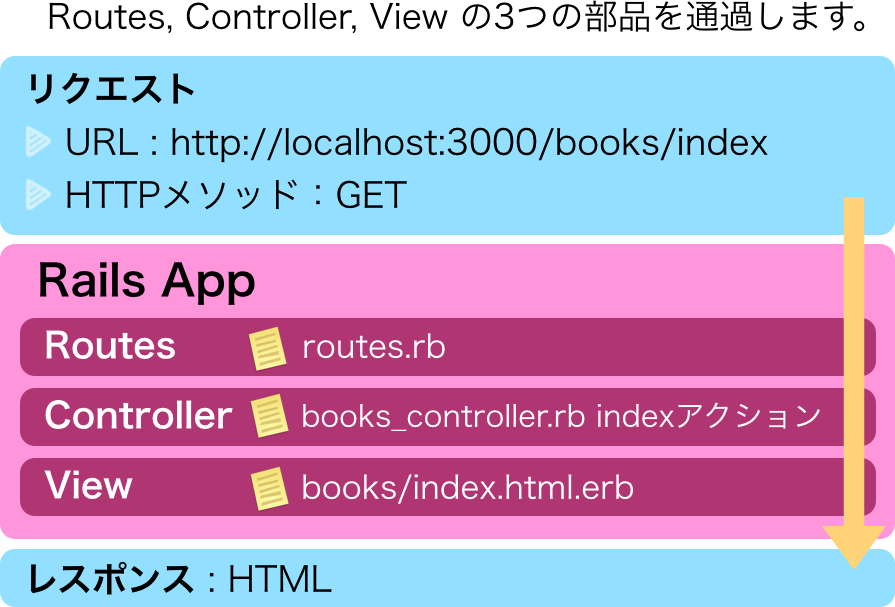 Routes, Controller, View の3つの部品を通過します。
リクエスト
URL : http://localhost:3000/books/index
HTTPメソッド：GET
Rails App
Routes routes.rb
Controller books_controller.rb indexアクション
View books/index.html.erb
レスポンス : HTML